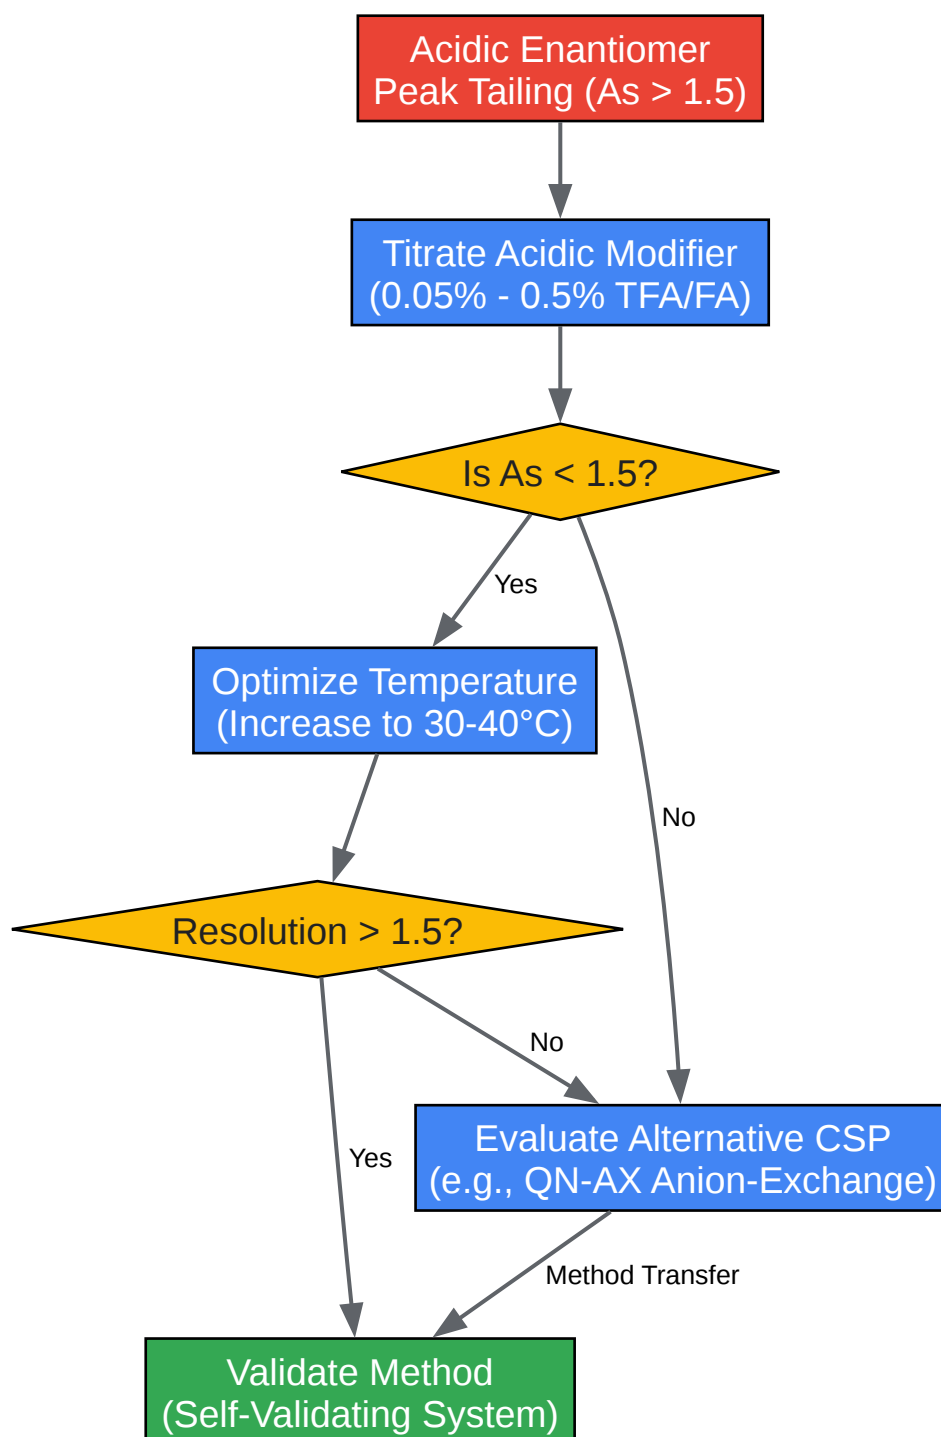 Acidic Enantiomer
Peak Tailing (As > 1.5)
Titrate Acidic Modifier
(0.05% - 0.5% TFA/FA)
Is As < 1.5?
Yes
Optimize Temperature
(Increase to 30-40°C)
No
Resolution > 1.5?
No
Evaluate Alternative CSP
(e.g., QN-AX Anion-Exchange)
Yes
Method Transfer
Validate Method
(Self-Validating System)